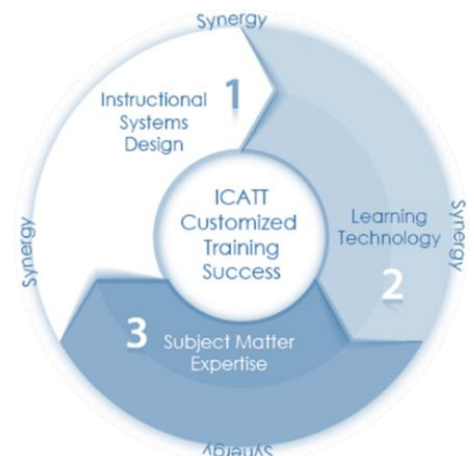 Synergy
1
Instructional
Systems
Design
ICATT
Customized
Training
Success
Learning
Technology
2
3
Subject Matter
Expertise
Synergy
Synergy
Synergy